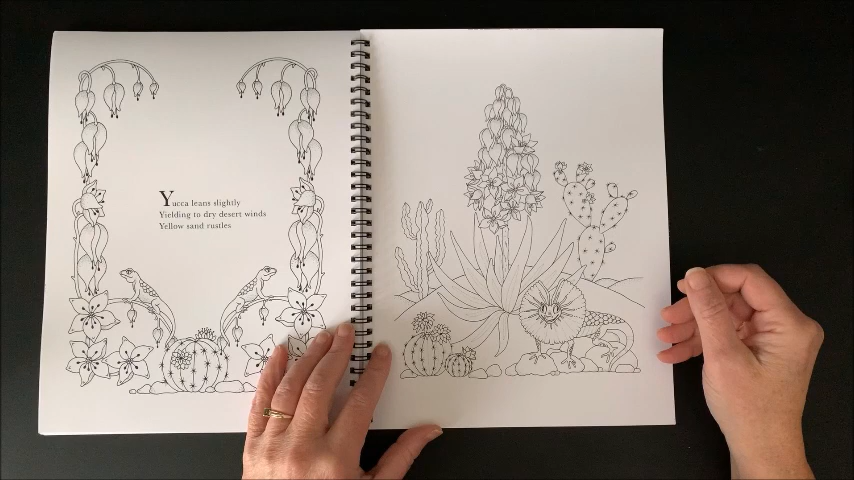 Yucca leans slightly
Yielding to dry desert winds
Yellow sand rustles